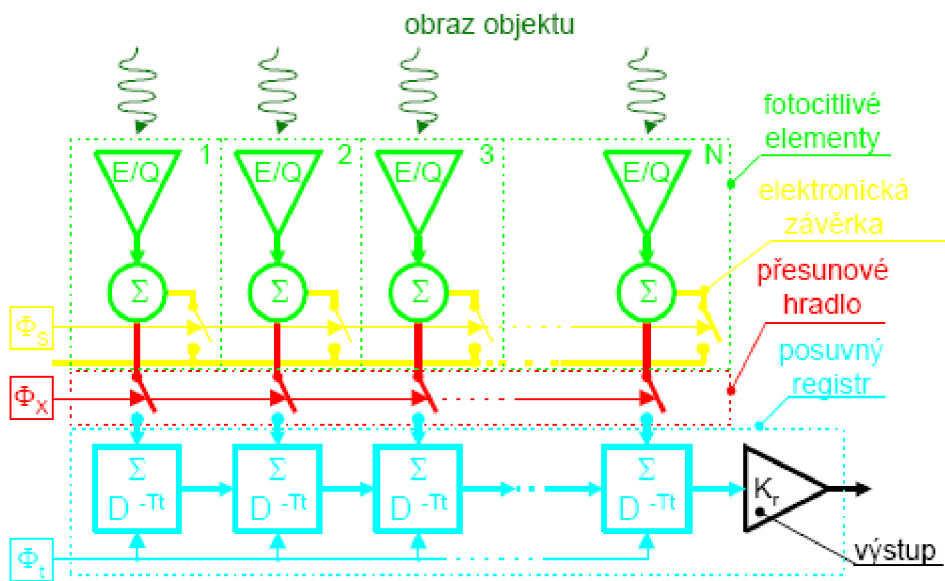 obraz objektu
fotocitlivé
elementy
1
2
3
N
E/Q
E/Q
E/Q
E/Q
elektronická
závěrka
Σ
Σ
Σ
Σ
přesunové
hradlo
Φs
posuvný
registr
Φx
Σ
Σ
Σ
Σ
D -Tt
D -Tt
D -Tt
D -Tt
Kr
výstup
Φt